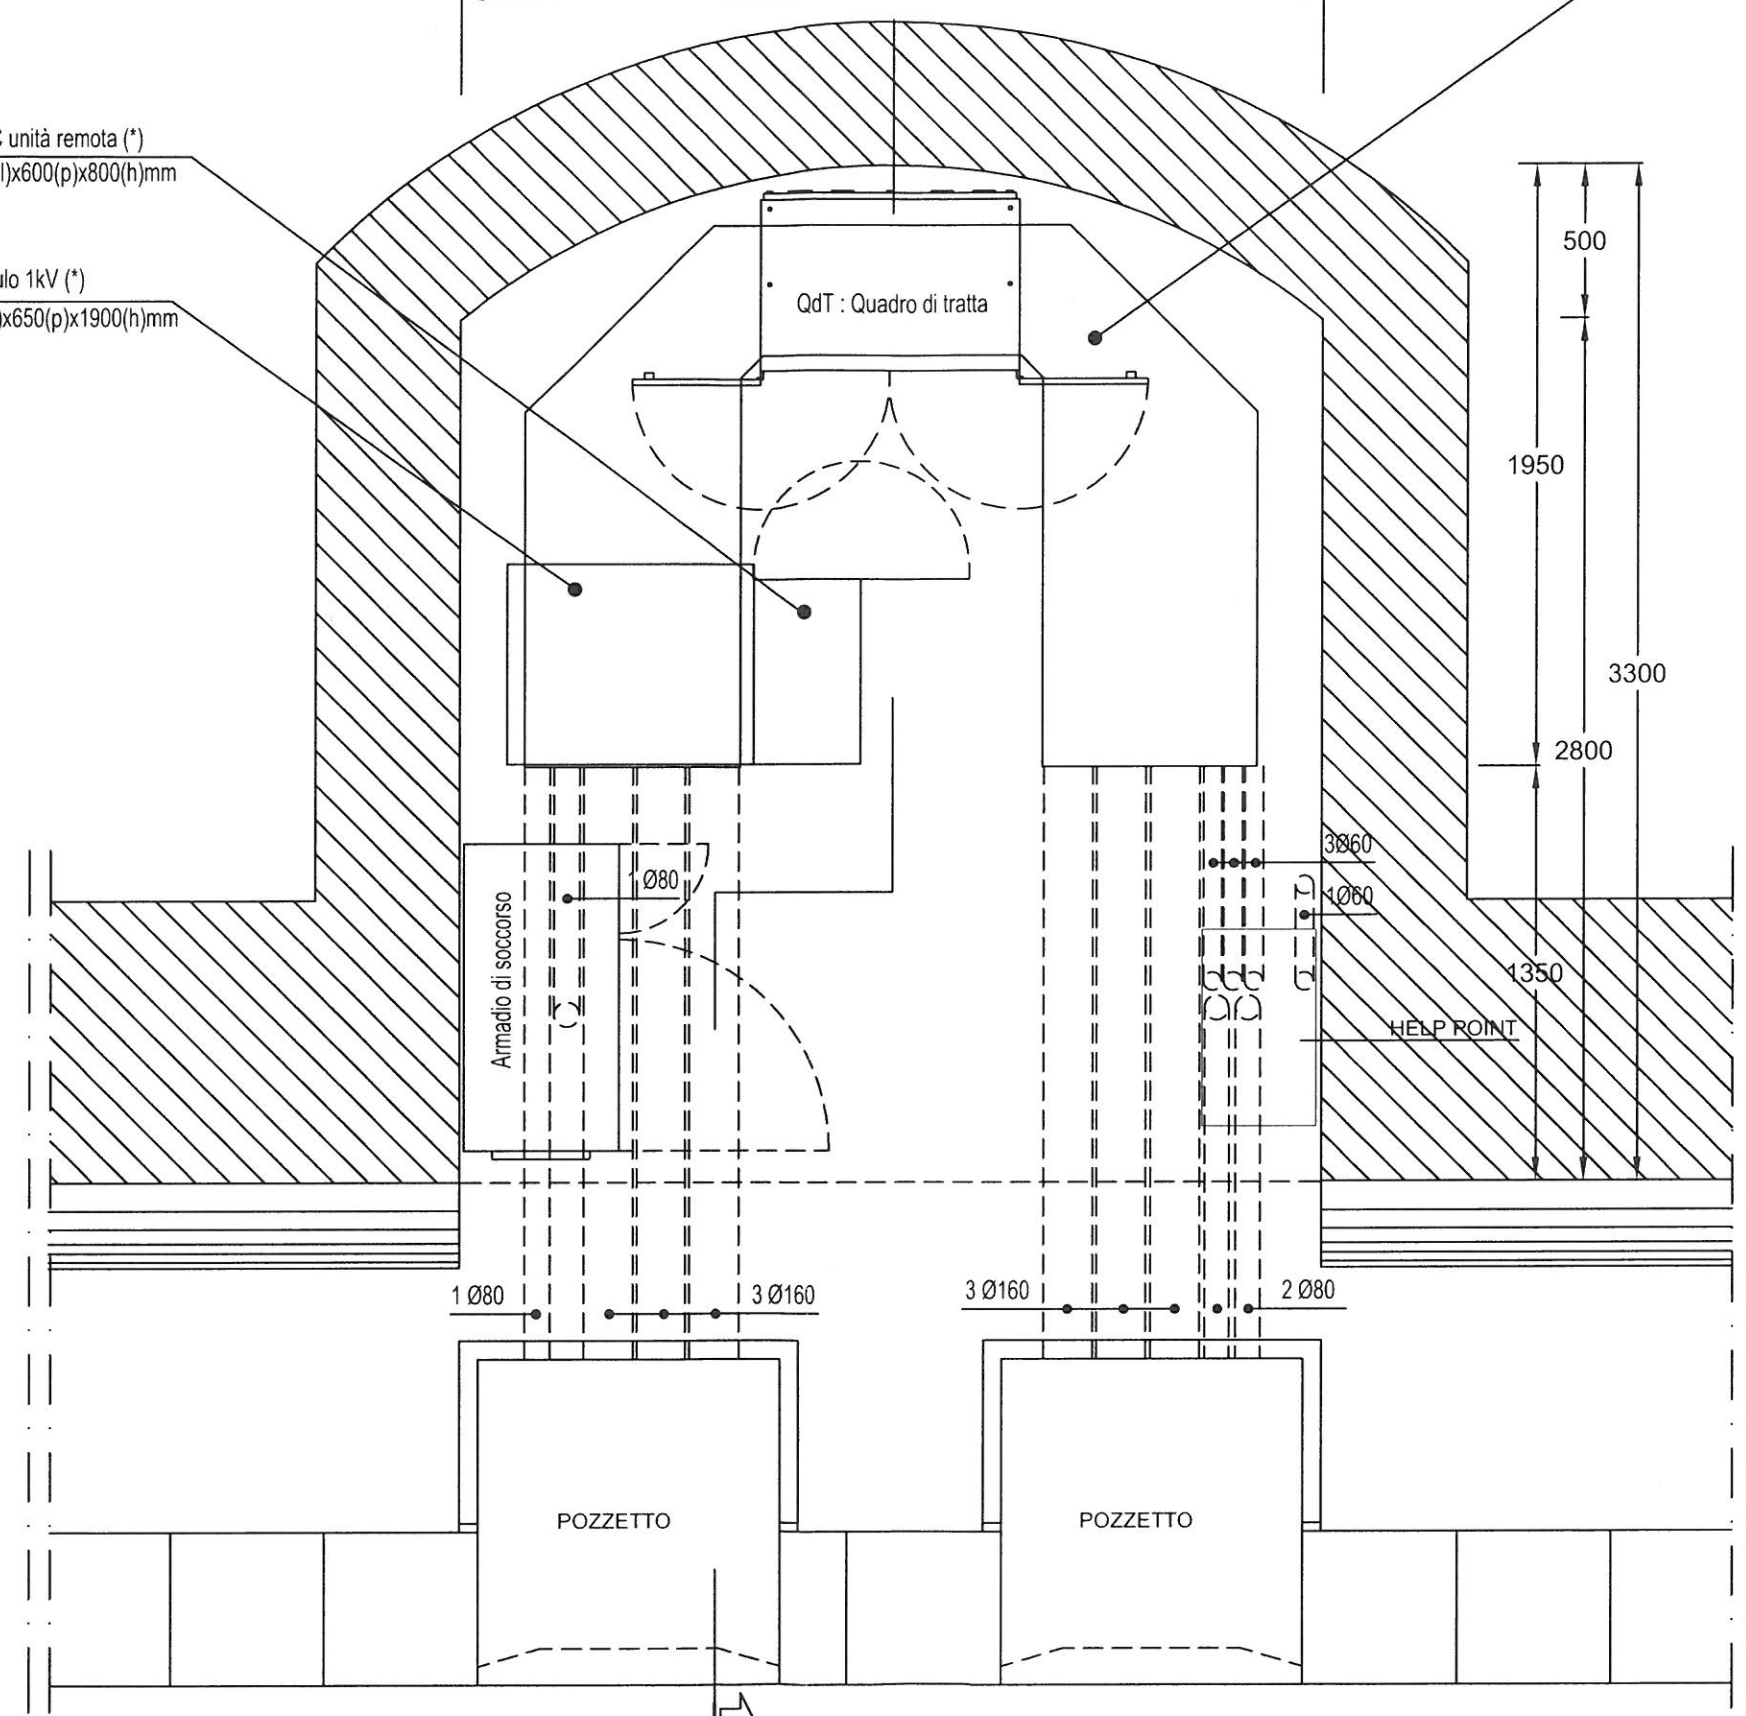 unità remota (*)
x600(p)x800(h)mm
1kV (*)
x650(p)x1900(h)mm
QdT : Quadro di tratta
500
1950
3300
2800
3Ø60
1 Ø80
1Ø60
Armadio di soccorso
1350
HELP POINT
1 Ø80
3 Ø160
3 Ø160
2 Ø80
POZZETTO
POZZETTO